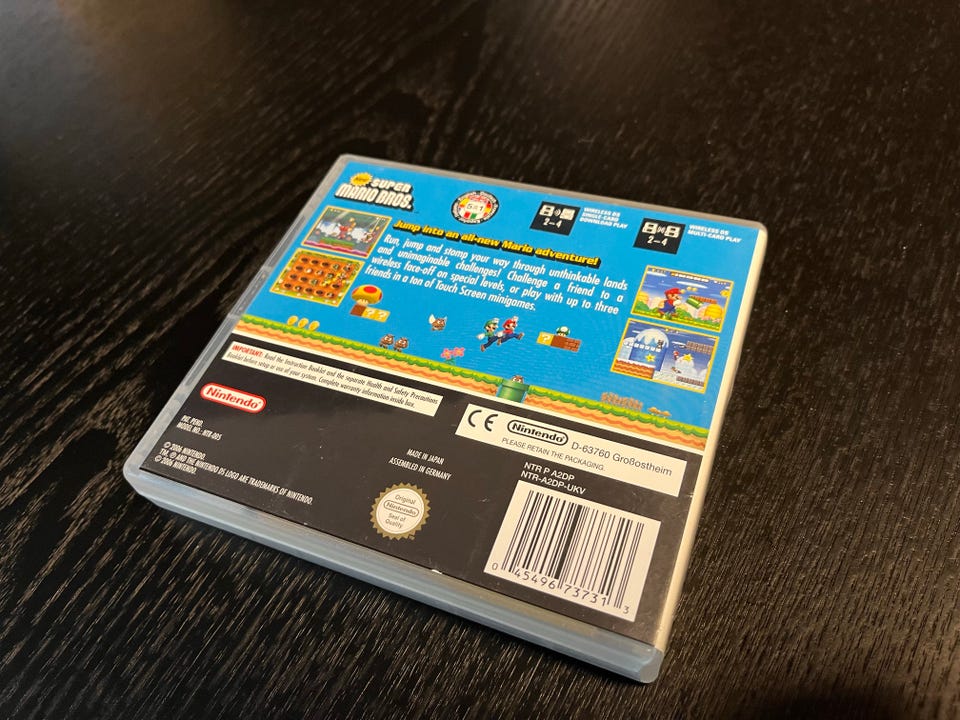 NEW SUPER
MARIO BROS.
5in1
2–4
WIRELESS DS
SINGLE-CARD
DOWNLOAD PLAY
2–4
WIRELESS DS
MULTI-CARD PLAY
Jump into an all-new Mario adventure!
Run, jump and stomp your way through unthinkable lands
and unimaginable challenges! Challenge a friend to a
wireless face-off on special levels, or play with up to three
friends in a ton of Touch Screen minigames.
IMPORTANT: Read the Instruction Booklet and the separate Health and Safety Precautions
Booklet before setup or use of your system. Complete warranty information inside box.
Nintendo®
PAT. PEND.
MODEL NO.: NTR-005
© 2006 NINTENDO.
TM, ® AND THE NINTENDO DS LOGO ARE TRADEMARKS OF NINTENDO.
© 2006 NINTENDO.
MADE IN JAPAN
ASSEMBLED IN GERMANY
Original
Nintendo
Seal of
Quality
CE
Nintendo®
D-63760 Großostheim
PLEASE RETAIN THE PACKAGING.
NTR P A2DP
NTR-A2DP-UKV
0 45496 73731 3